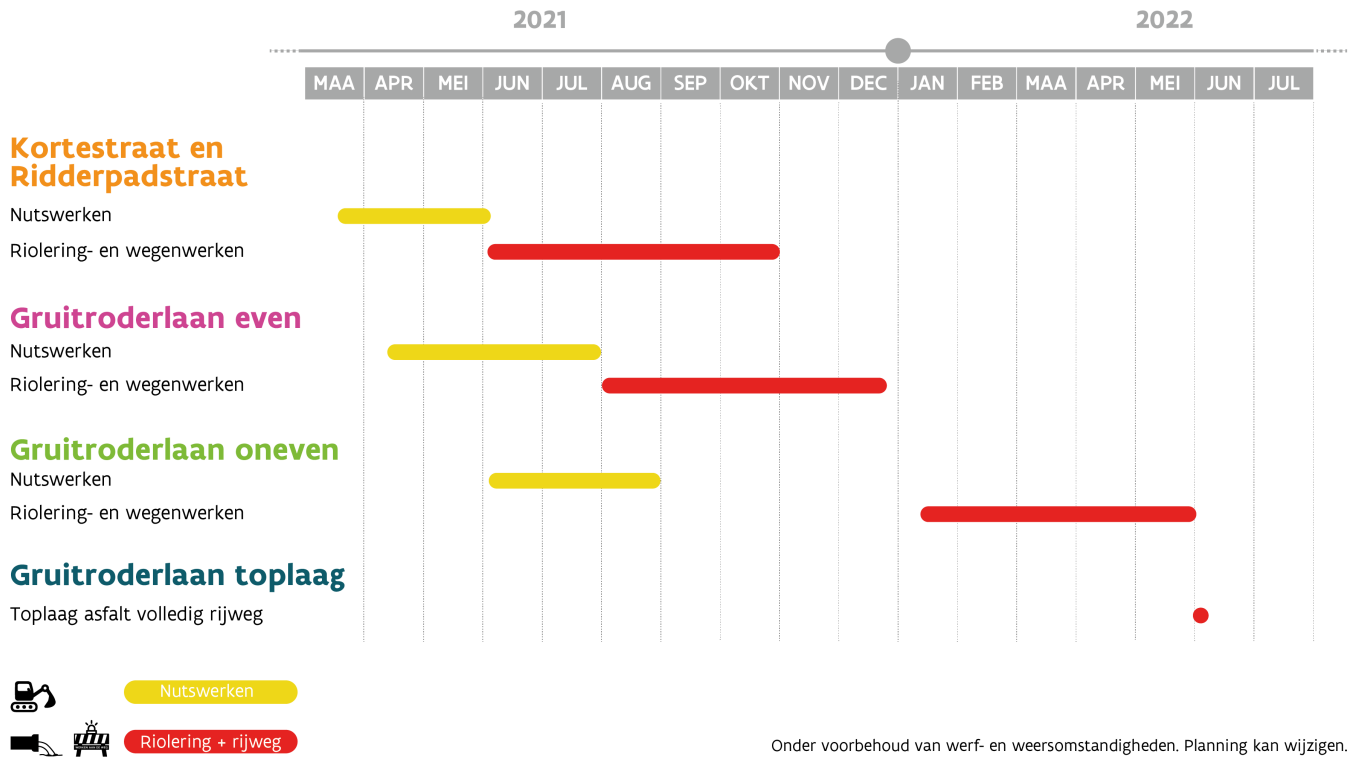 2021 2022
MAA APR MEI JUN JUL AUG SEP OKT NOV DEC JAN FEB MAA APR MEI JUN JUL
Kortestraat en
Ridderpadstraat
Nutswerken
Riolering- en wegenwerken
Gruitroderlaan even
Nutswerken
Riolering- en wegenwerken
Gruitroderlaan oneven
Nutswerken
Riolering- en wegenwerken
Gruitroderlaan toplaag
Toplaag asfalt volledig rijweg
Nutswerken
Riolering + rijweg
Onder voorbehoud van werf- en weersomstandigheden. Planning kan wijzigen.